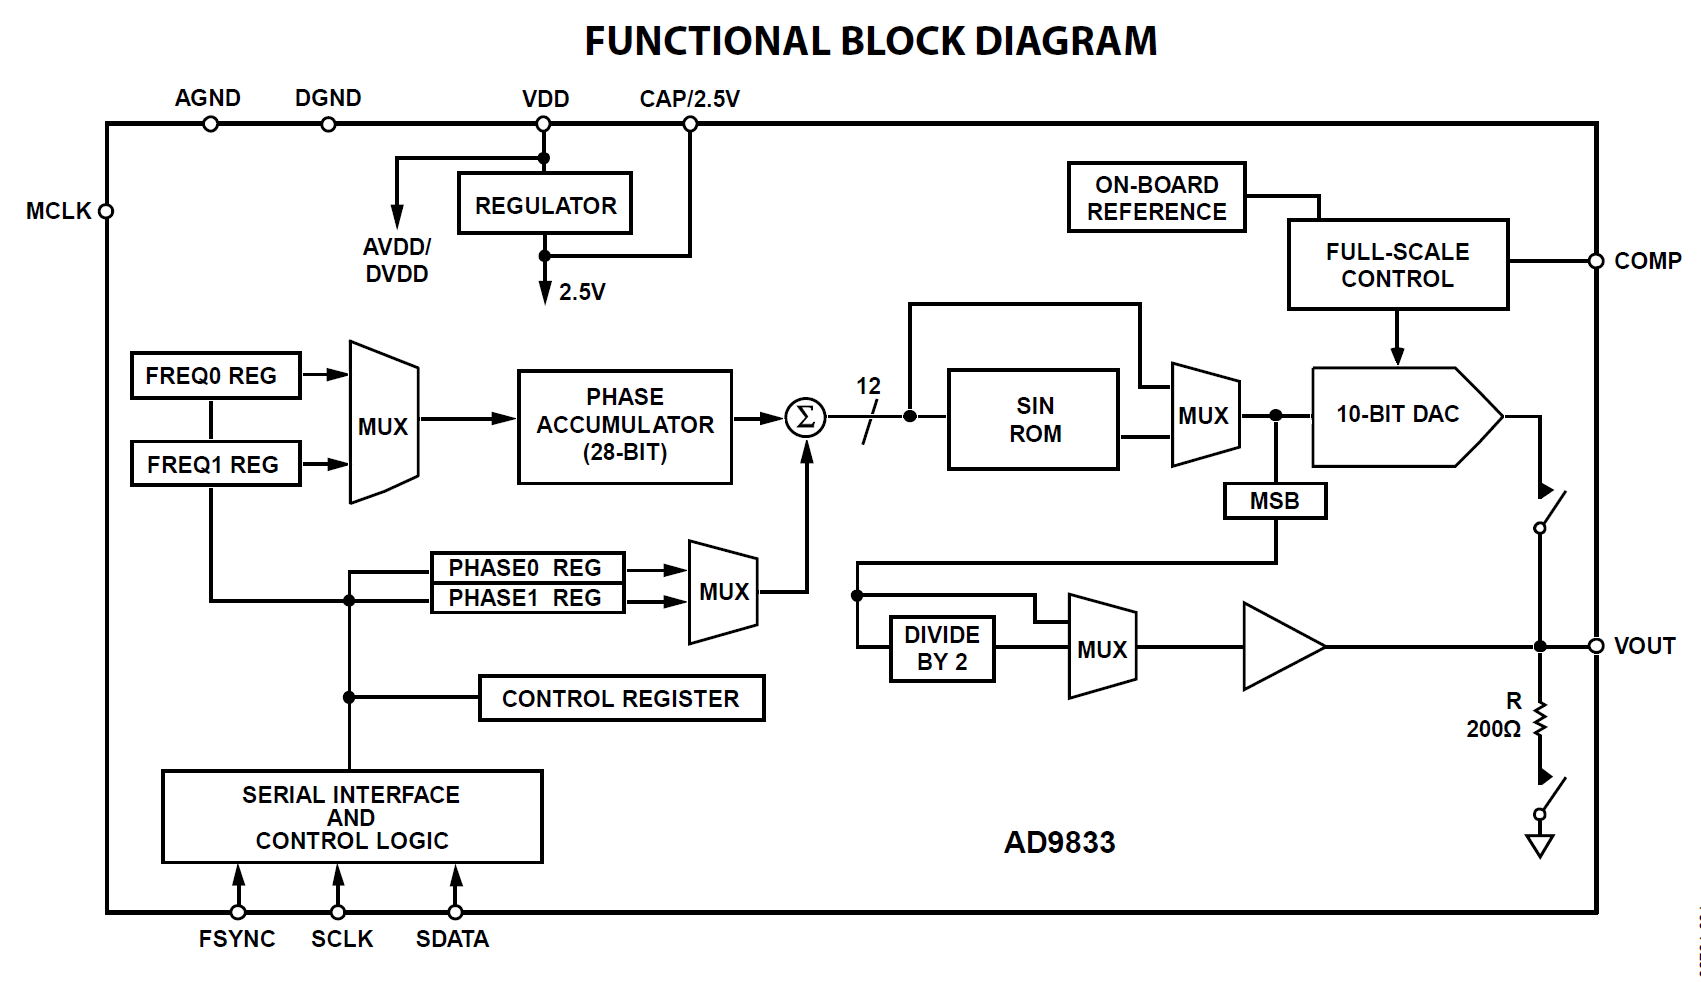 FUNCTIONAL BLOCK DIAGRAM
AGND
DGND
VDD
CAP/2.5V
MCLK
REGULATOR
AVDD/
DVDD
2.5V
ON-BOARD
REFERENCE
FULL-SCALE
CONTROL
COMP
FREQ0 REG
FREQ1 REG
MUX
PHASE
ACCUMULATOR
(28-BIT)
Σ
12
SIN
ROM
MUX
10-BIT DAC
MSB
PHASE0 REG
PHASE1 REG
MUX
DIVIDE
BY 2
MUX
VOUT
R
200Ω
CONTROL REGISTER
SERIAL INTERFACE
AND
CONTROL LOGIC
AD9833
FSYNC
SCLK
SDATA